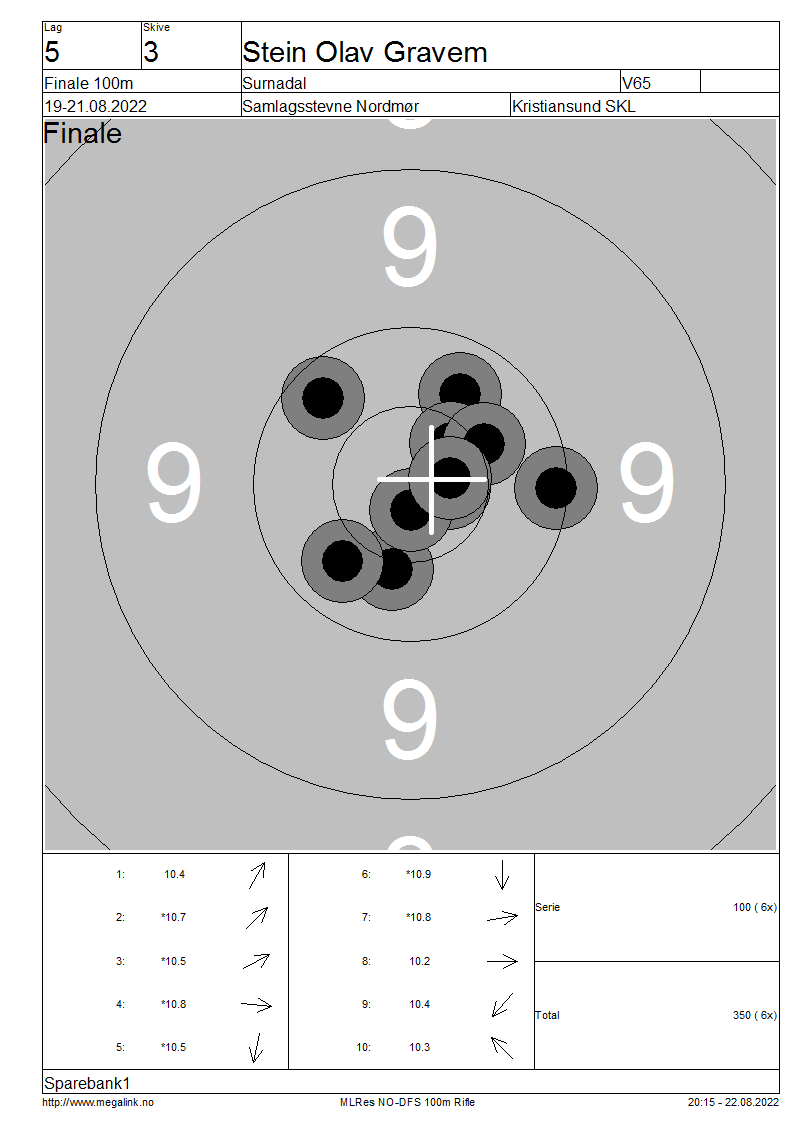 Lag Skive
5 3 Stein Olav Gravem
Finale 100m Surnadal V65
19-21.08.2022 Samlagsstevne Nordmør Kristiansund SKL
Finale
9
9 9
9
1: 10.4 6: *10.9
2: *10.7 7: *10.8
3: *10.5 8: 10.2
4: *10.8 9: 10.4
5: *10.5 10: 10.3
Serie 100 ( 6x)
Total 350 ( 6x)
Sparebank1
http://www.megalink.no MLRes NO-DFS 100m Rifle 20:15 - 22.08.2022